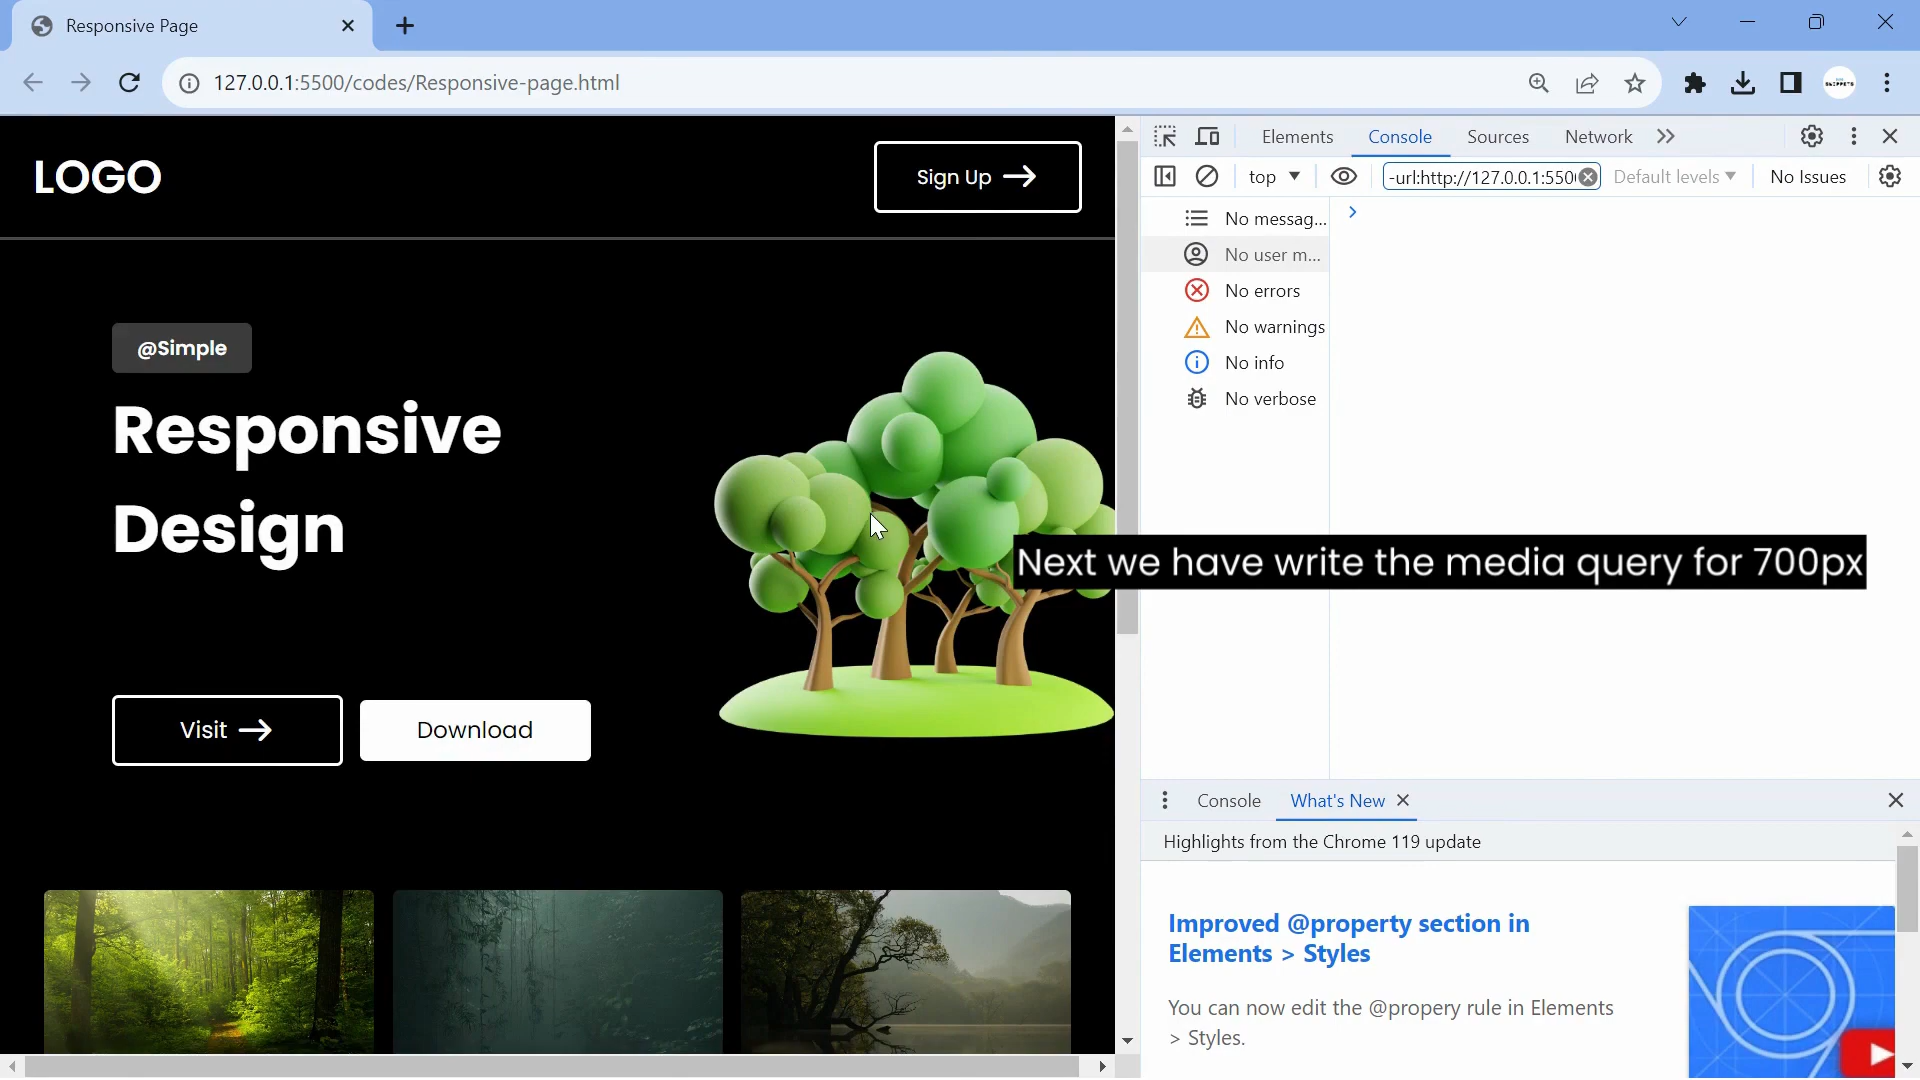 Responsive Page
127.0.0.1:5500/codes/Responsive-page.html
LOGO
Sign Up
@Simple
Responsive
Design
Visit
Download
Elements
Console
Sources
Network
top
-url:http://127.0.0.1:550
Default levels
No Issues
No messag...
No user m...
No errors
No warnings
No info
No verbose
Next we have write the media query for 700px
Console
What's New
Highlights from the Chrome 119 update
Improved @property section in
Elements > Styles
You can now edit the @propery rule in Elements
> Styles.